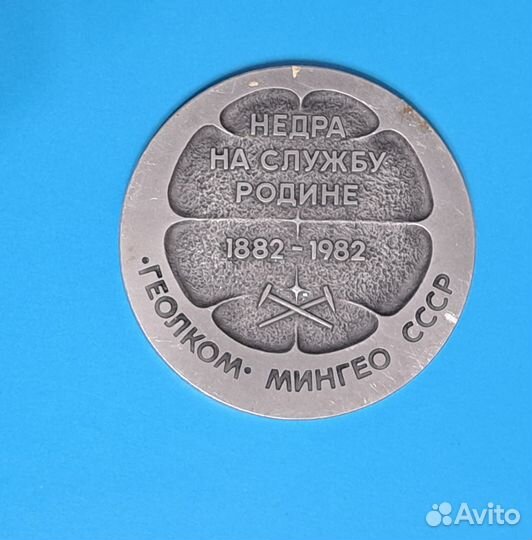 НЕДРА
НА СЛУЖБУ
РОДИНЕ
1882-1982
·ГЕОЛКОМ· МИНГЕО СССР
Avito